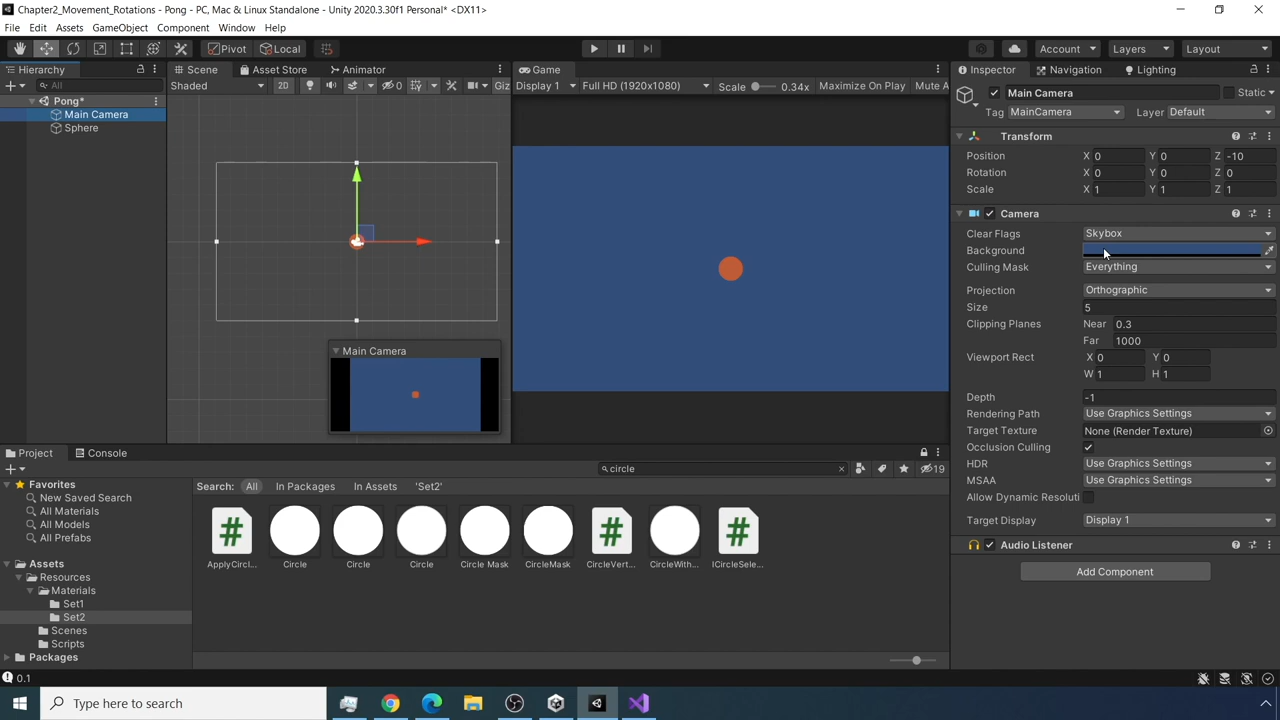 Chapter2_Movement_Rotations - Pong - PC, Mac & Linux Standalone - Unity 2020.3.30f1 Personal* <DX11>
File Edit Assets GameObject Component Window Help
Pivot Local Account Layers Layout
Hierarchy Scene Asset Store Animator Game Inspector Navigation Lighting
All Shaded 2D 0 Giz Display 1 Full HD (1920x1080) Scale 0.34x Maximize On Play Mute A
Pong*
Main Camera
Sphere
Main Camera Static
Tag MainCamera Layer Default
Transform
Position X 0 Y 0 Z -10
Rotation X 0 Y 0 Z 0
Scale X 1 Y 1 Z 1
Camera
Clear Flags Skybox
Background
Culling Mask Everything
Projection Orthographic
Size 5
Clipping Planes Near 0.3
Far 1000
Viewport Rect X 0 Y 0
W 1 H 1
Depth -1
Rendering Path Use Graphics Settings
Target Texture None (Render Texture)
Occlusion Culling
HDR Use Graphics Settings
MSAA Use Graphics Settings
Allow Dynamic Resoluti
Target Display Display 1
Audio Listener
Add Component
Main Camera
Project Console
circle 19
Search: All In Packages In Assets 'Set2'
Favorites
New Saved Search
All Materials
All Models
All Prefabs
Assets
Resources
Materials
Set1
Set2
Scenes
Scripts
Packages
ApplyCircl... Circle Circle Circle Circle Mask CircleMask CircleVert... CircleWith... ICircleSele...
0.1
Type here to search